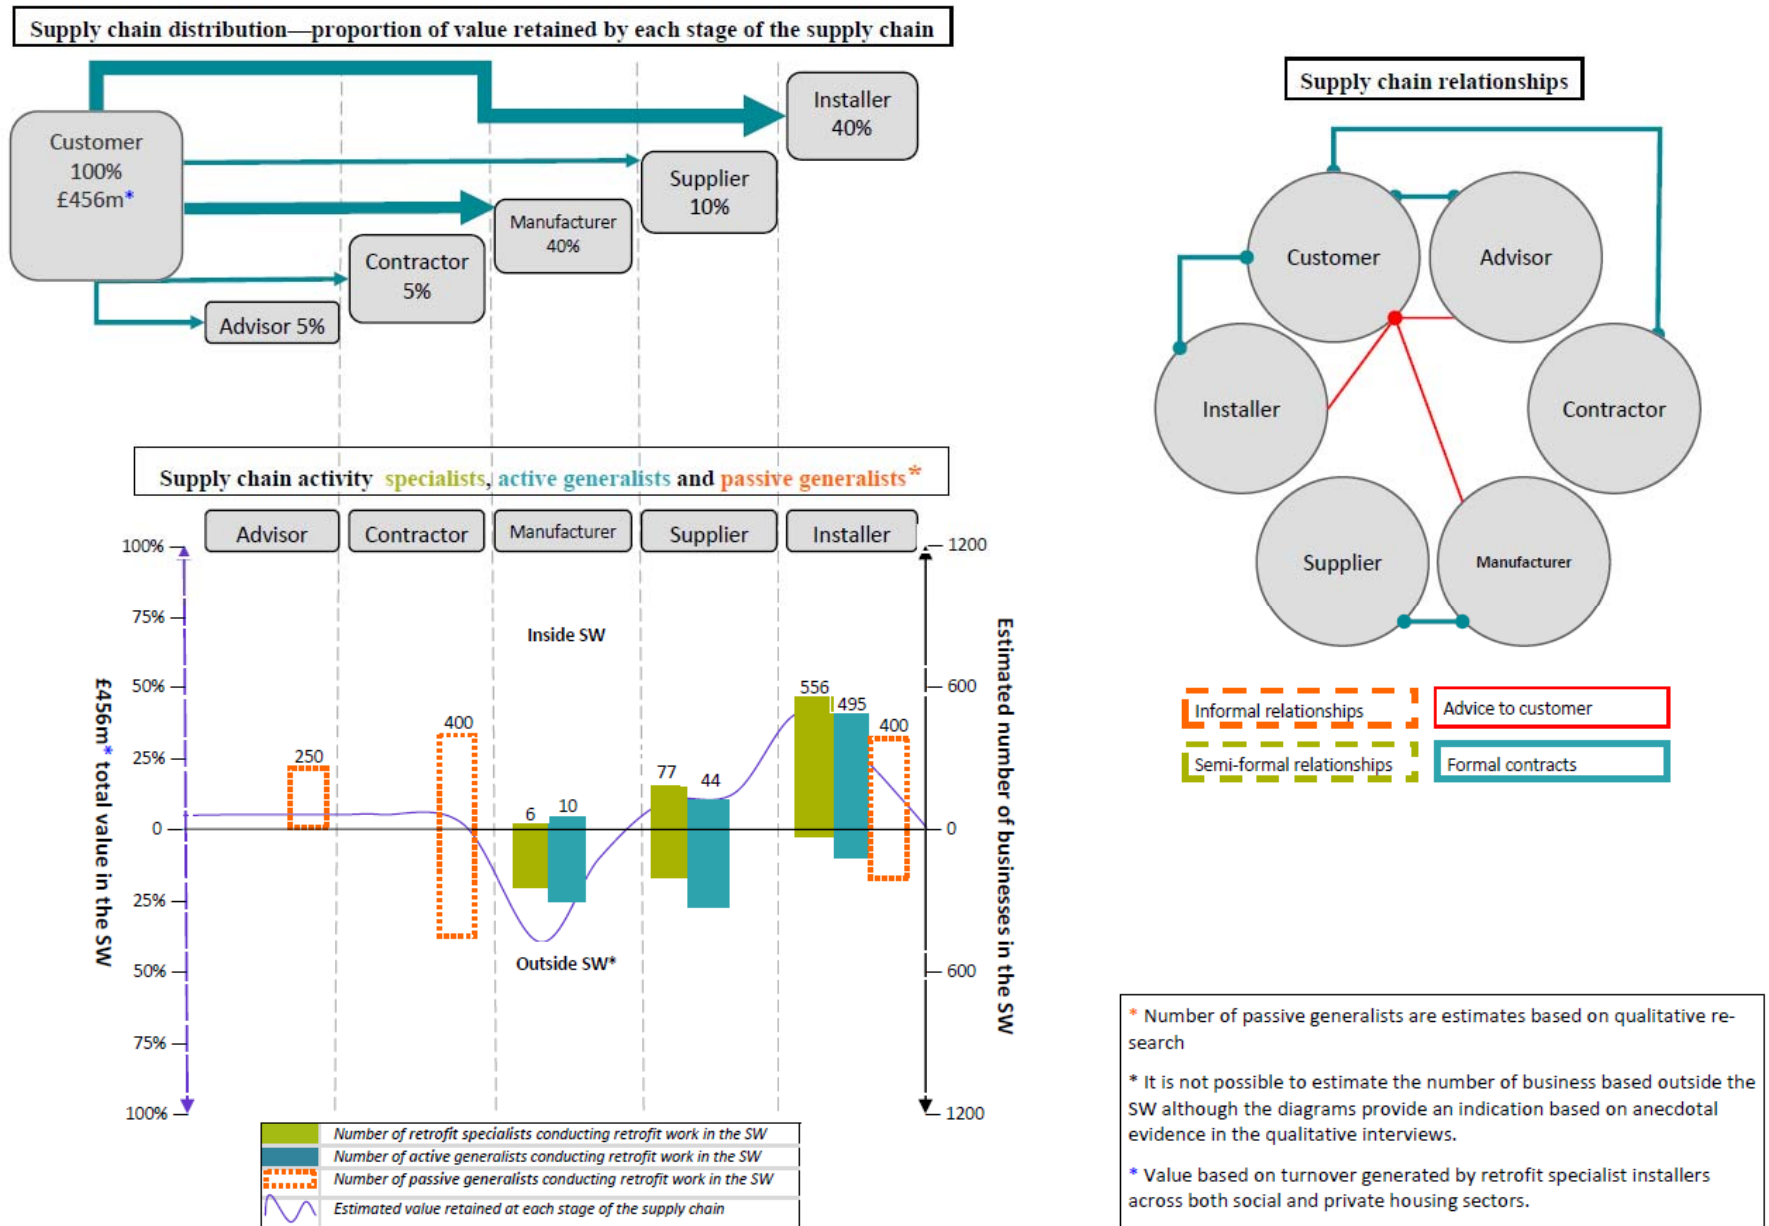 Supply chain distribution—proportion of value retained by each stage of the supply chain
Customer
100%
£456m*
Installer
40%
Supplier
10%
Manufacturer
40%
Contractor
5%
Advisor 5%
Supply chain activity specialists, active generalists and passive generalists*
Advisor
Contractor
Manufacturer
Supplier
Installer
100%
75%
50%
25%
0
25%
50%
75%
100%
£456m* total value in the SW
Inside SW
Outside SW*
250
400
6
10
77
44
556
495
400
1200
600
0
600
1200
Estimated number of businesses in the SW
Number of retrofit specialists conducting retrofit work in the SW
Number of active generalists conducting retrofit work in the SW
Number of passive generalists conducting retrofit work in the SW
Estimated value retained at each stage of the supply chain
Supply chain relationships
Customer
Advisor
Installer
Contractor
Supplier
Manufacturer
Informal relationships
Advice to customer
Semi-formal relationships
Formal contracts
* Number of passive generalists are estimates based on qualitative re-
search
* It is not possible to estimate the number of business based outside the
SW although the diagrams provide an indication based on anecdotal
evidence in the qualitative interviews.
* Value based on turnover generated by retrofit specialist installers
across both social and private housing sectors.